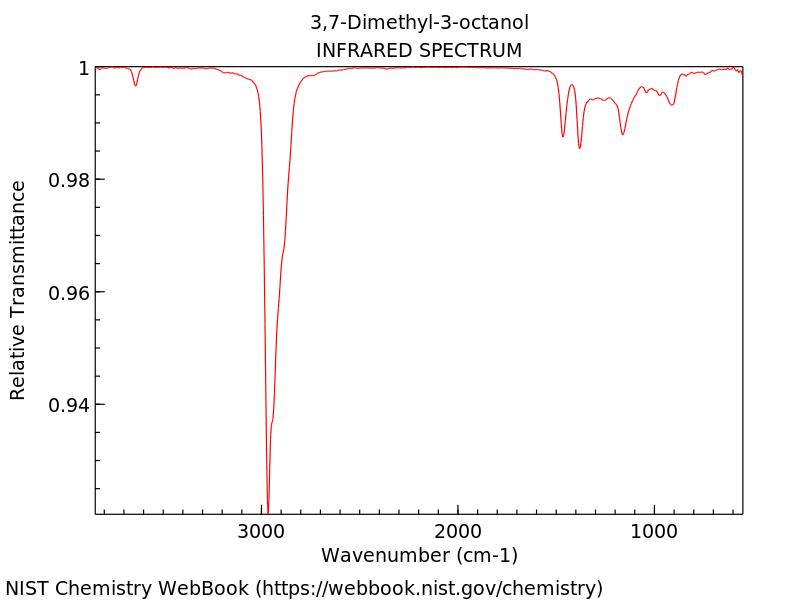 3,7-Dimethyl-3-octanol
INFRARED SPECTRUM
1
0.98
0.96
0.94
Relative Transmittance
3000 2000 1000
Wavenumber (cm-1)
NIST Chemistry WebBook (https://webbook.nist.gov/chemistry)